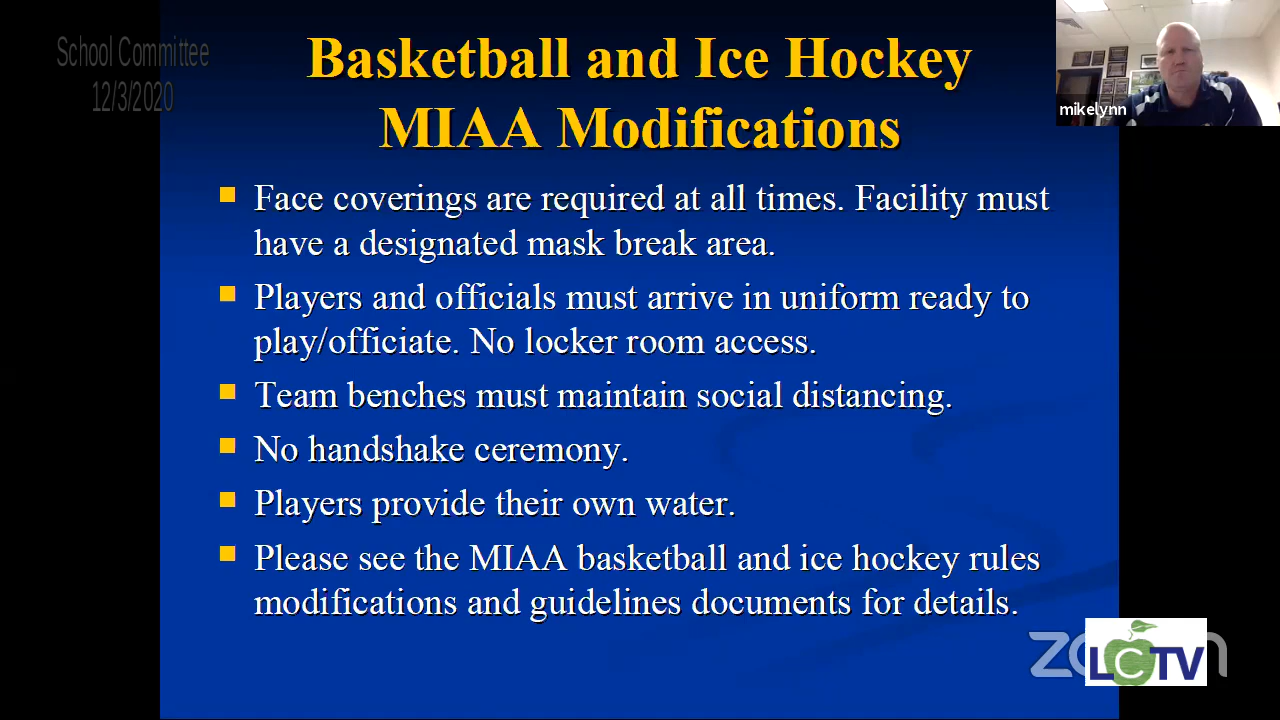 School Committee
12/3/2020
Basketball and Ice Hockey
MIAA Modifications
mikelynn
Face coverings are required at all times. Facility must
have a designated mask break area.
Players and officials must arrive in uniform ready to
play/officiate. No locker room access.
Team benches must maintain social distancing.
No handshake ceremony.
Players provide their own water.
Please see the MIAA basketball and ice hockey rules
modifications and guidelines documents for details.
LCTV